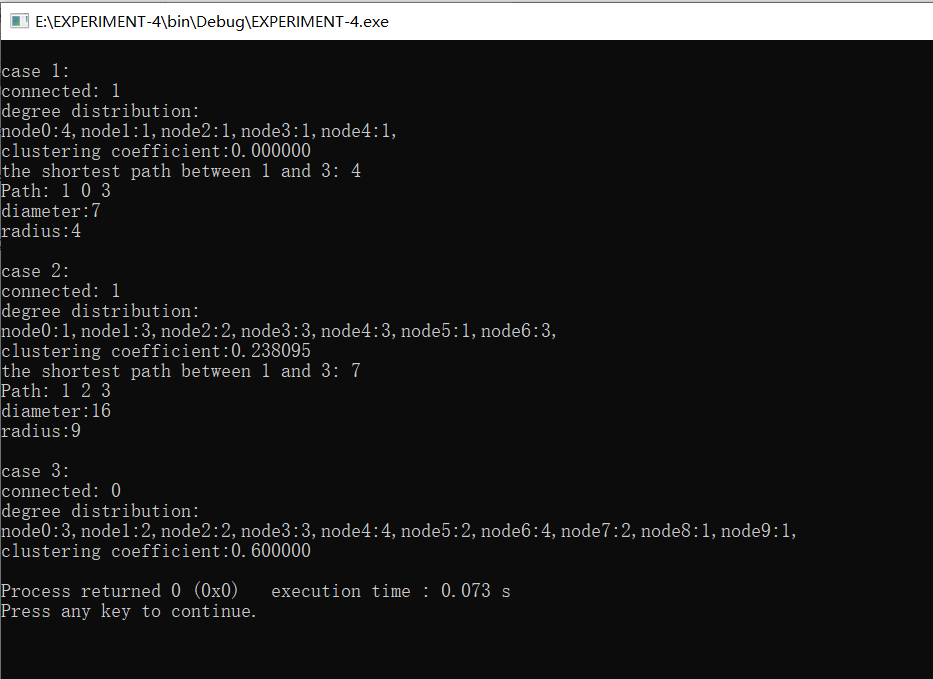 E:\EXPERIMENT-4\bin\Debug\EXPERIMENT-4.exe
case 1:
connected: 1
degree distribution:
node0:4,node1:1,node2:1,node3:1,node4:1,
clustering coefficient:0.000000
the shortest path between 1 and 3: 4
Path: 1 0 3
diameter:7
radius:4
case 2:
connected: 1
degree distribution:
node0:1,node1:3,node2:2,node3:3,node4:3,node5:1,node6:3,
clustering coefficient:0.238095
the shortest path between 1 and 3: 7
Path: 1 2 3
diameter:16
radius:9
case 3:
connected: 0
degree distribution:
node0:3,node1:2,node2:2,node3:3,node4:4,node5:2,node6:4,node7:2,node8:1,node9:1,
clustering coefficient:0.600000
Process returned 0 (0x0)   execution time : 0.073 s
Press any key to continue.